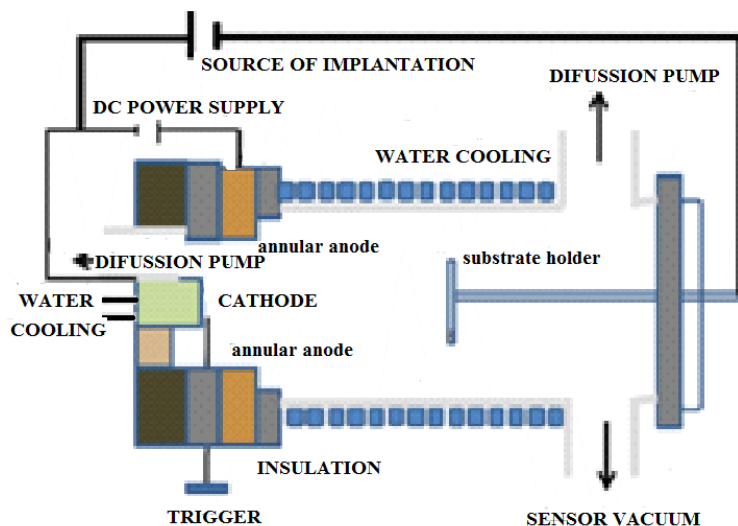 SOURCE OF IMPLANTATION
DIFUSSION PUMP
DC POWER SUPPLY
WATER COOLING
annular anode
DIFUSSION PUMP
substrate holder
WATER
COOLING
CATHODE
annular anode
INSULATION
TRIGGER
SENSOR VACUUM